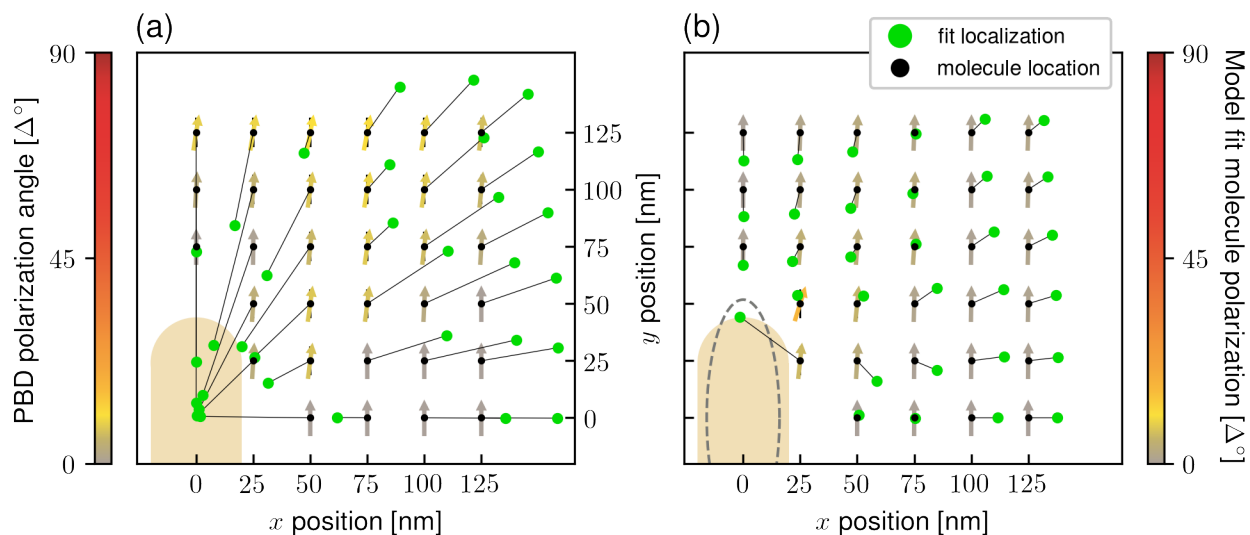 (a)
(b)
fit localization
molecule location
PBD polarization angle [Δ°]
90
45
0
125
100
75
50
25
0
y position [nm]
0 25 50 75 100 125
x position [nm]
0 25 50 75 100 125
x position [nm]
90
45
0
Model fit molecule polarization [Δ°]